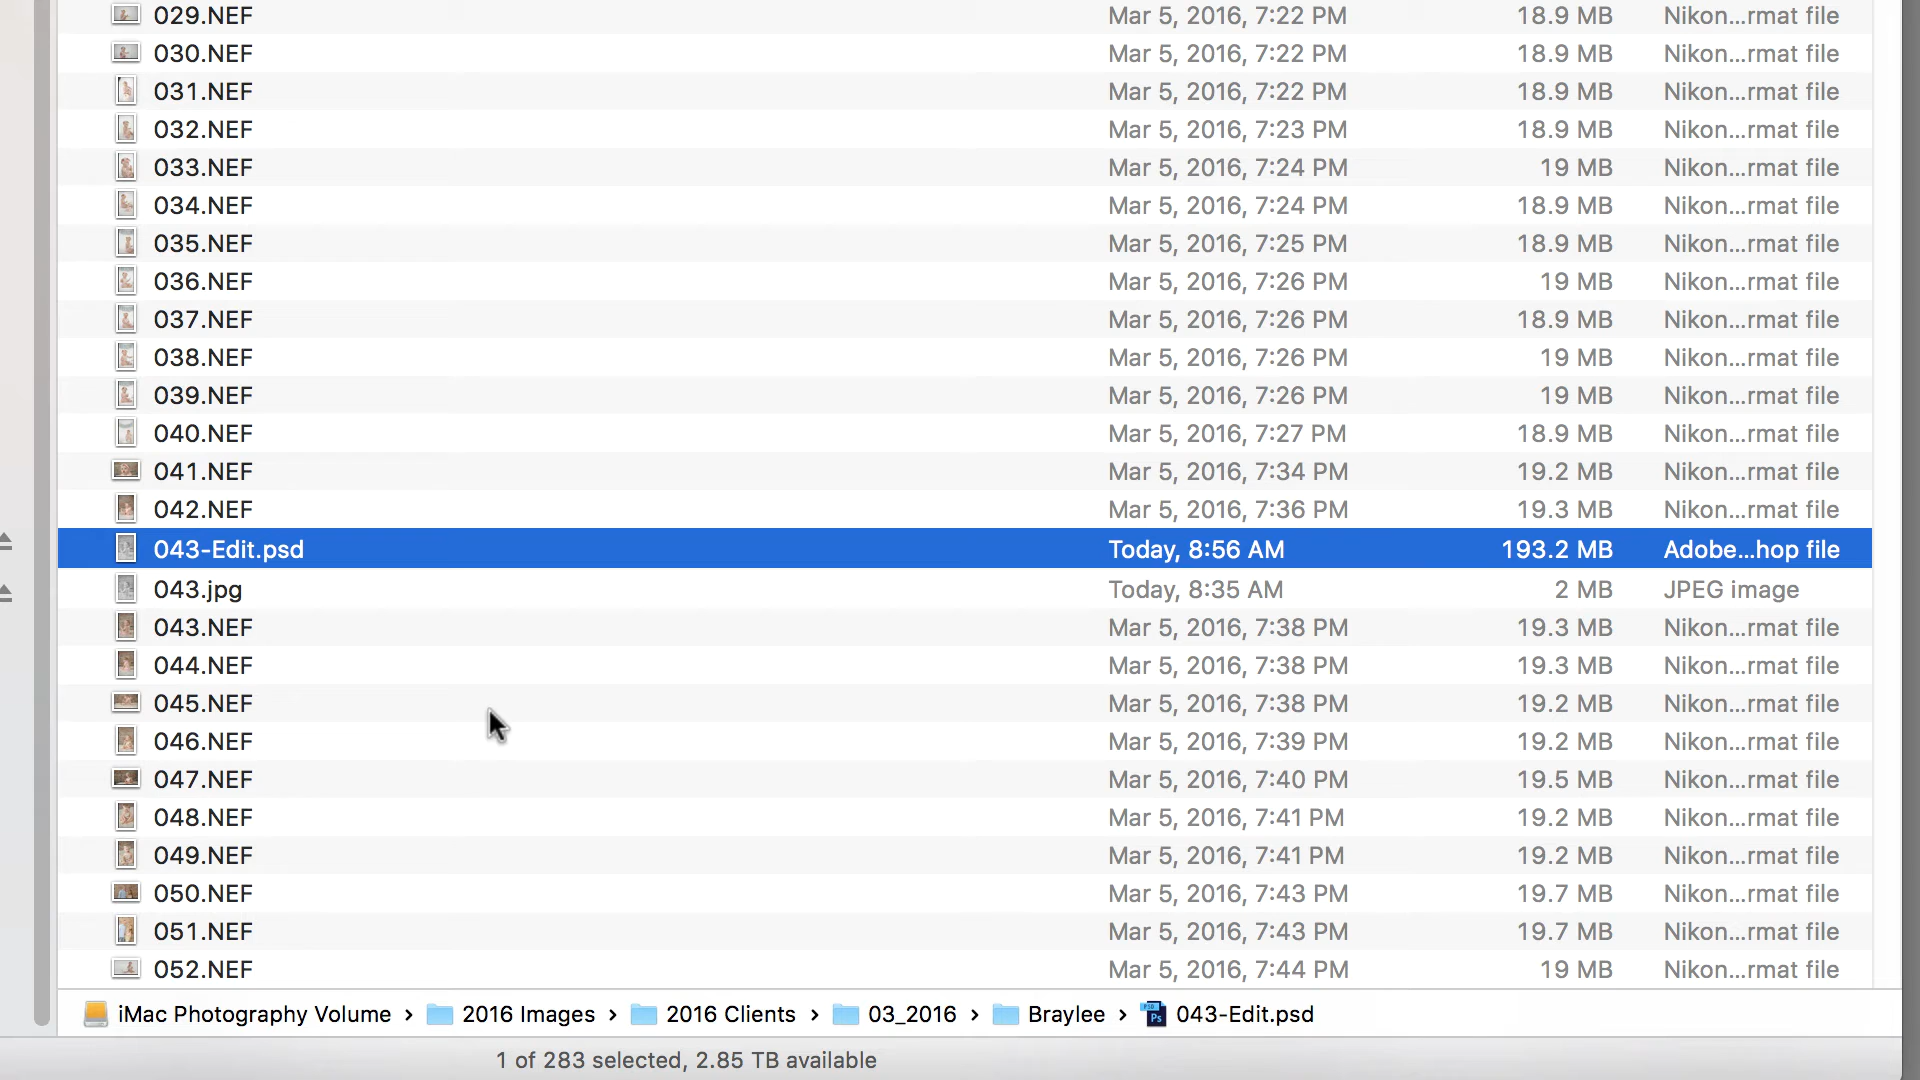 029.NEF Mar 5, 2016, 7:22 PM 18.9 MB Nikon...rmat file
030.NEF Mar 5, 2016, 7:22 PM 18.9 MB Nikon...rmat file
031.NEF Mar 5, 2016, 7:22 PM 18.9 MB Nikon...rmat file
032.NEF Mar 5, 2016, 7:23 PM 18.9 MB Nikon...rmat file
033.NEF Mar 5, 2016, 7:24 PM 19 MB Nikon...rmat file
034.NEF Mar 5, 2016, 7:24 PM 18.9 MB Nikon...rmat file
035.NEF Mar 5, 2016, 7:25 PM 18.9 MB Nikon...rmat file
036.NEF Mar 5, 2016, 7:26 PM 19 MB Nikon...rmat file
037.NEF Mar 5, 2016, 7:26 PM 18.9 MB Nikon...rmat file
038.NEF Mar 5, 2016, 7:26 PM 19 MB Nikon...rmat file
039.NEF Mar 5, 2016, 7:26 PM 19 MB Nikon...rmat file
040.NEF Mar 5, 2016, 7:27 PM 18.9 MB Nikon...rmat file
041.NEF Mar 5, 2016, 7:34 PM 19.2 MB Nikon...rmat file
042.NEF Mar 5, 2016, 7:36 PM 19.3 MB Nikon...rmat file
043-Edit.psd Today, 8:56 AM 193.2 MB Adobe...hop file
043.jpg Today, 8:35 AM 2 MB JPEG image
043.NEF Mar 5, 2016, 7:38 PM 19.3 MB Nikon...rmat file
044.NEF Mar 5, 2016, 7:38 PM 19.3 MB Nikon...rmat file
045.NEF Mar 5, 2016, 7:38 PM 19.2 MB Nikon...rmat file
046.NEF Mar 5, 2016, 7:39 PM 19.2 MB Nikon...rmat file
047.NEF Mar 5, 2016, 7:40 PM 19.5 MB Nikon...rmat file
048.NEF Mar 5, 2016, 7:41 PM 19.2 MB Nikon...rmat file
049.NEF Mar 5, 2016, 7:41 PM 19.2 MB Nikon...rmat file
050.NEF Mar 5, 2016, 7:43 PM 19.7 MB Nikon...rmat file
051.NEF Mar 5, 2016, 7:43 PM 19.7 MB Nikon...rmat file
052.NEF Mar 5, 2016, 7:44 PM 19 MB Nikon...rmat file
iMac Photography Volume › 2016 Images › 2016 Clients › 03_2016 › Braylee › Ps 043-Edit.psd
1 of 283 selected, 2.85 TB available